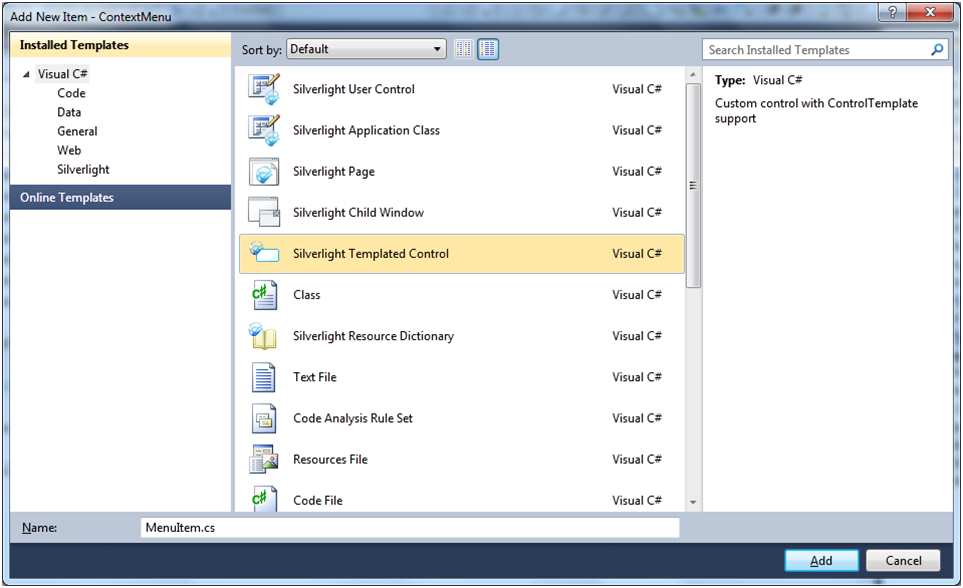 Add New Item - ContextMenu
Installed Templates
Visual C#
Code
Data
General
Web
Silverlight
Online Templates
Sort by: Default
Silverlight User Control Visual C#
Silverlight Application Class Visual C#
Silverlight Page Visual C#
Silverlight Child Window Visual C#
Silverlight Templated Control Visual C#
Class Visual C#
Silverlight Resource Dictionary Visual C#
Text File Visual C#
Code Analysis Rule Set Visual C#
Resources File Visual C#
Code File Visual C#
Search Installed Templates
Type: Visual C#
Custom control with ControlTemplate
support
Name: MenuItem.cs
Add Cancel